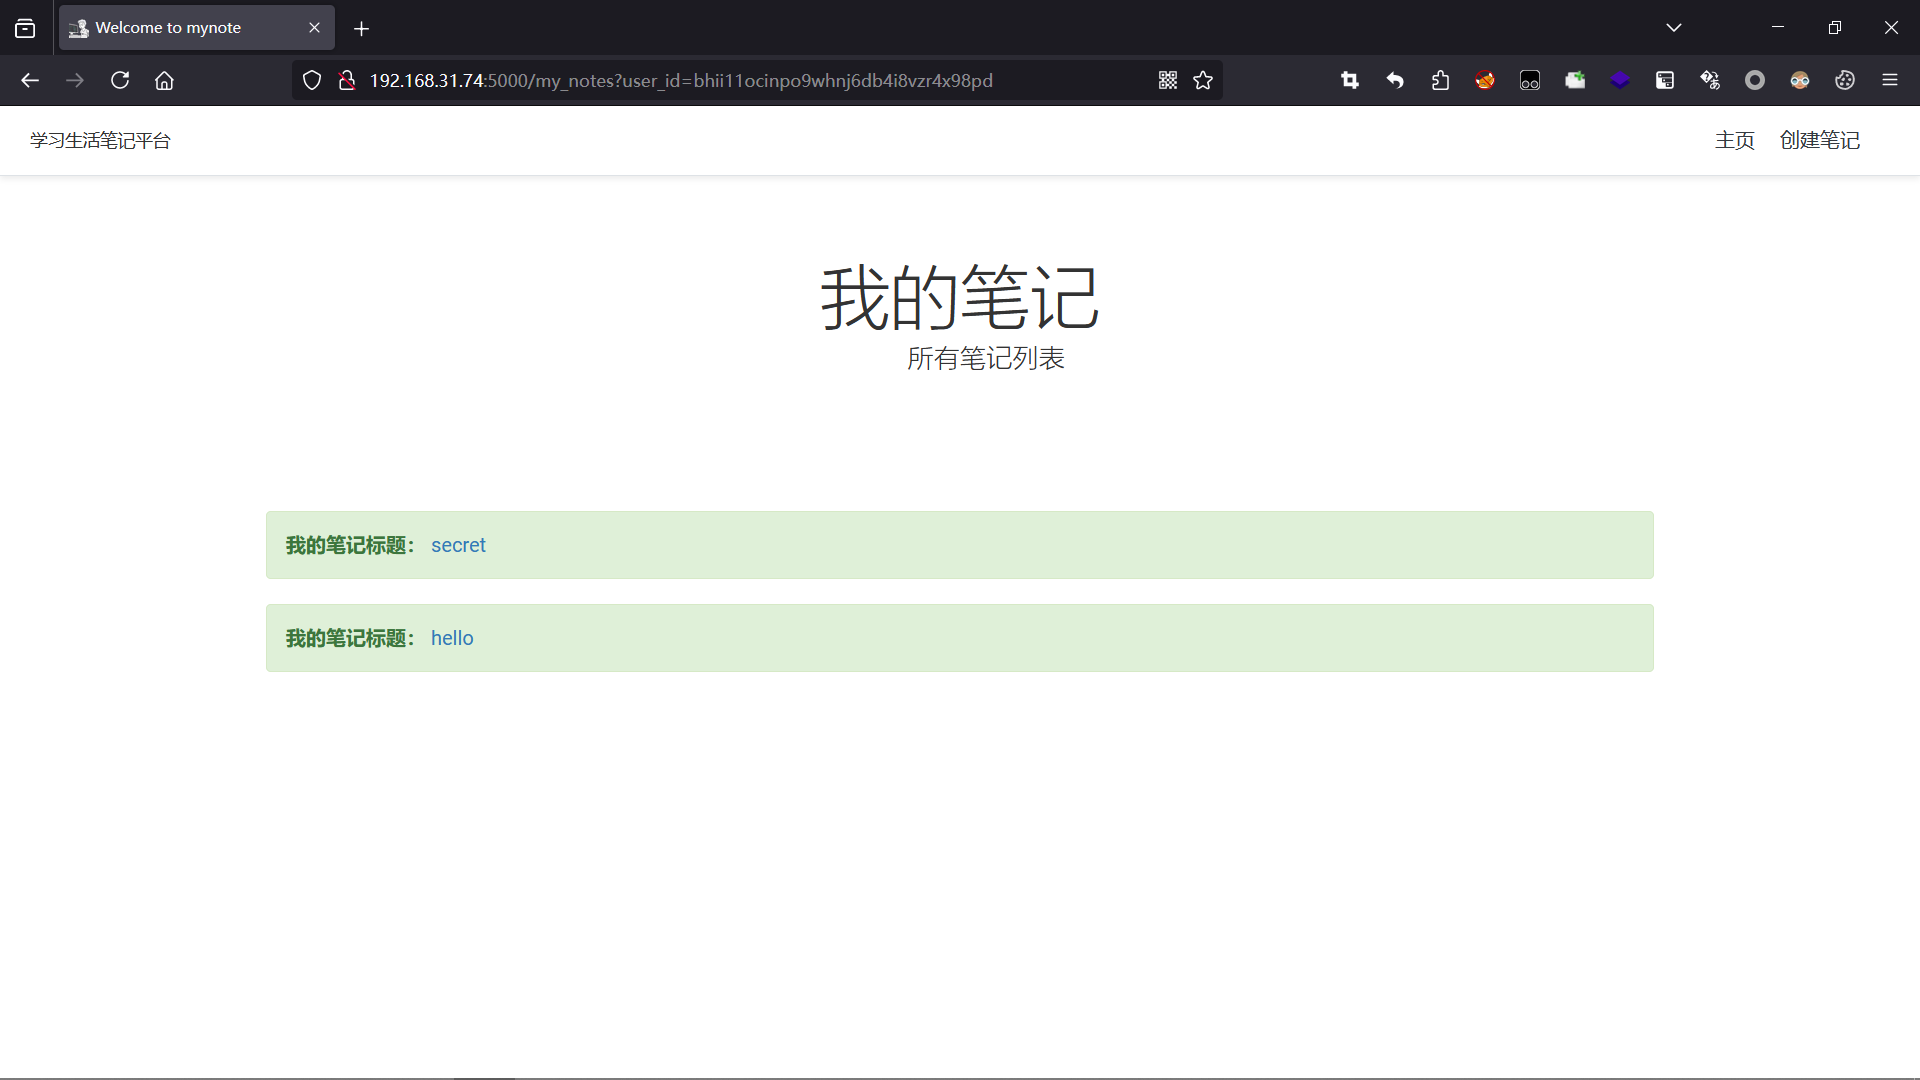 Welcome to mynote
192.168.31.74:5000/my_notes?user_id=bhii11ocinpo9whnj6db4i8vzr4x98pd
学习生活笔记平台
主页 创建笔记
我的笔记
所有笔记列表
我的笔记标题： secret
我的笔记标题： hello